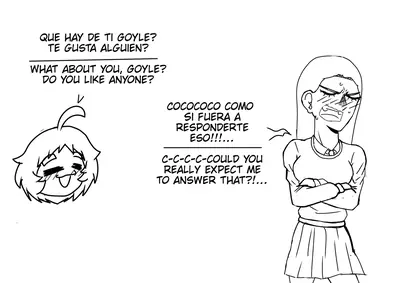 QUE HAY DE TI GOYLE?
TE GUSTA ALGUIEN?
WHAT ABOUT YOU, GOYLE?
DO YOU LIKE ANYONE?
COCOCOCO COMO
SI FUERA A
RESPONDERTE
ESO!!!...
C-C-C-C-COULD YOU
REALLY EXPECT ME
TO ANSWER THAT?!...